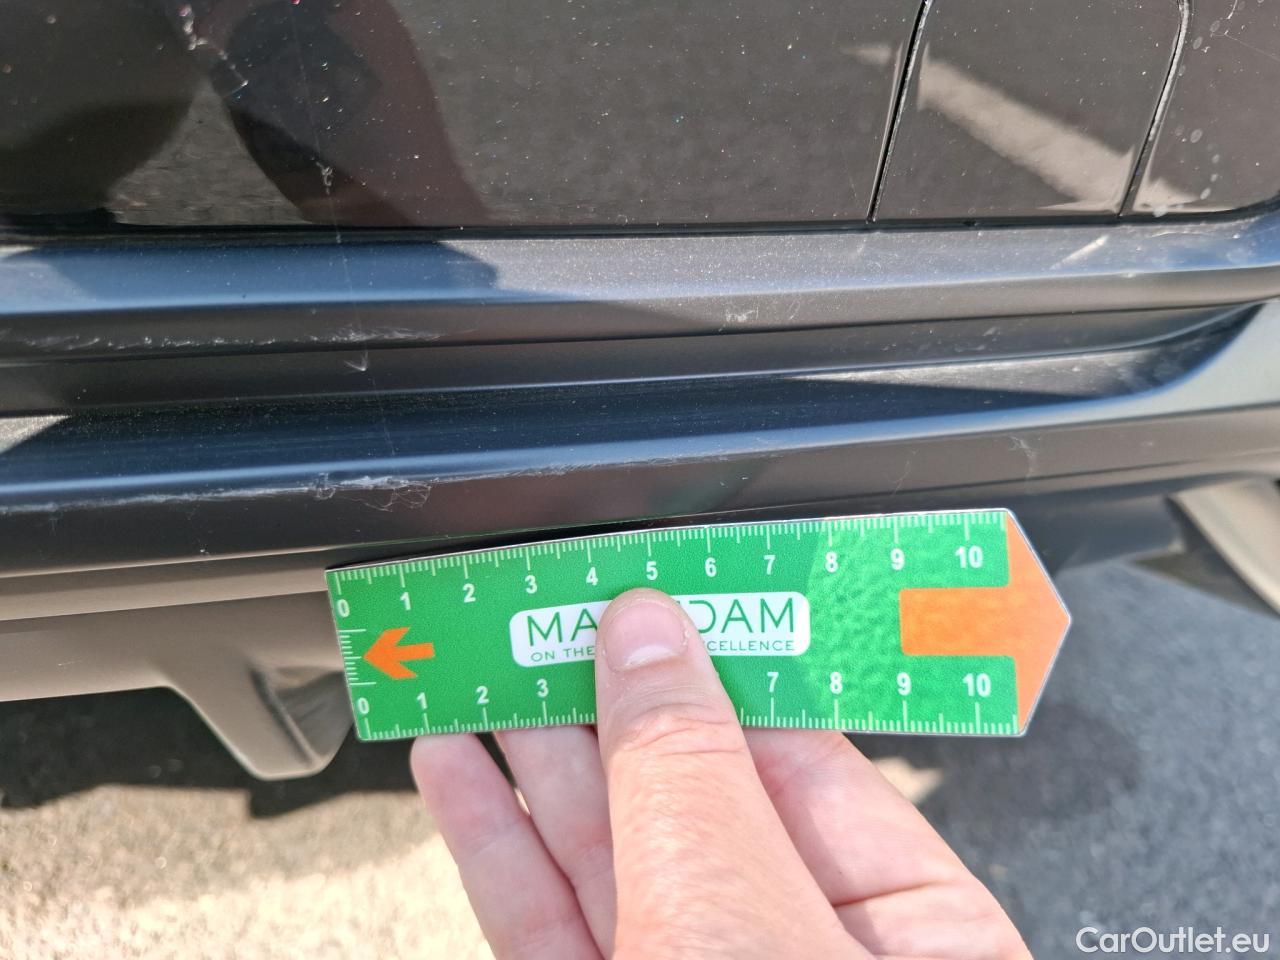 0 1 2 3 4 5 6 7 8 9 10
MA DAM
ON THE CELLENCE
0 1 2 3 7 8 9 10
CarOutlet.eu